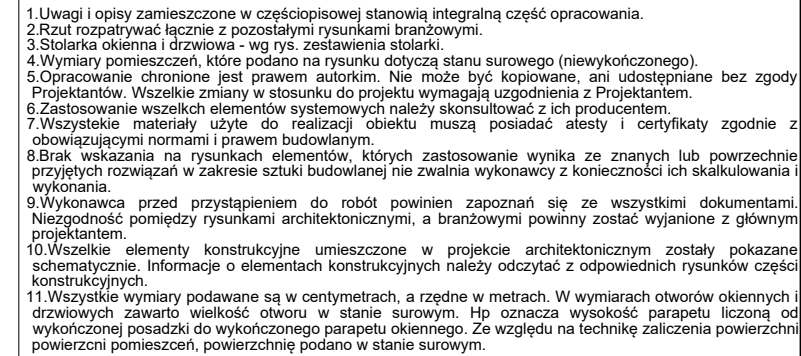 1.Uwagi i opisy zamieszczone w częściopisowej stanowią integralną część opracowania.
2.Rzut rozpatrywać łącznie z pozostałymi rysunkami branżowymi.
3.Stolarka okienna i drzwiowa - wg rys. zestawienia stolarki.
4.Wymiary pomieszczeń, które podano na rysunku dotyczą stanu surowego (niewykończonego).
5.Opracowanie chronione jest prawem autorkim. Nie może być kopiowane, ani udostępniane bez zgody
Projektantów. Wszelkie zmiany w stosunku do projektu wymagają uzgodnienia z Projektantem.
6.Zastosowanie wszelkch elementów systemowych należy skonsultować z ich producentem.
7.Wszystekie materiały użyte do realizacji obiektu muszą posiadać atesty i certyfikaty zgodnie z
obowiązującymi normami i prawem budowlanym.
8.Brak wskazania na rysunkach elementów, których zastosowanie wynika ze znanych lub powrzechnie
przyjętych rozwiązań w zakresie sztuki budowlanej nie zwalnia wykonawcy z konieczności ich skalkulowania i
wykonania.
9.Wykonawca przed przystąpieniem do robót powinien zapoznań się ze wszystkimi dokumentami.
Niezgodność pomiędzy rysunkami architektonicznymi, a branżowymi powinny zostać wyjanione z głównym
projektantem.
10.Wszelkie elementy konstrukcyjne umieszczone w projekcie architektonicznym zostały pokazane
schematycznie. Informacje o elementach konstrukcyjnych należy odczytać z odpowiednich rysunków części
konstrukcyjnych.
11.Wszystkie wymiary podawane są w centymetrach, a rzędne w metrach. W wymiarach otworów okiennych i
drzwiowych zawarto wielkość otworu w stanie surowym. Hp oznacza wysokość parapetu liczoną od
wykończonej posadzki do wykończonego parapetu okiennego. Ze względu na technikę zaliczenia powierzchni
powierzcni pomieszceń, powierzchnię podano w stanie surowym.